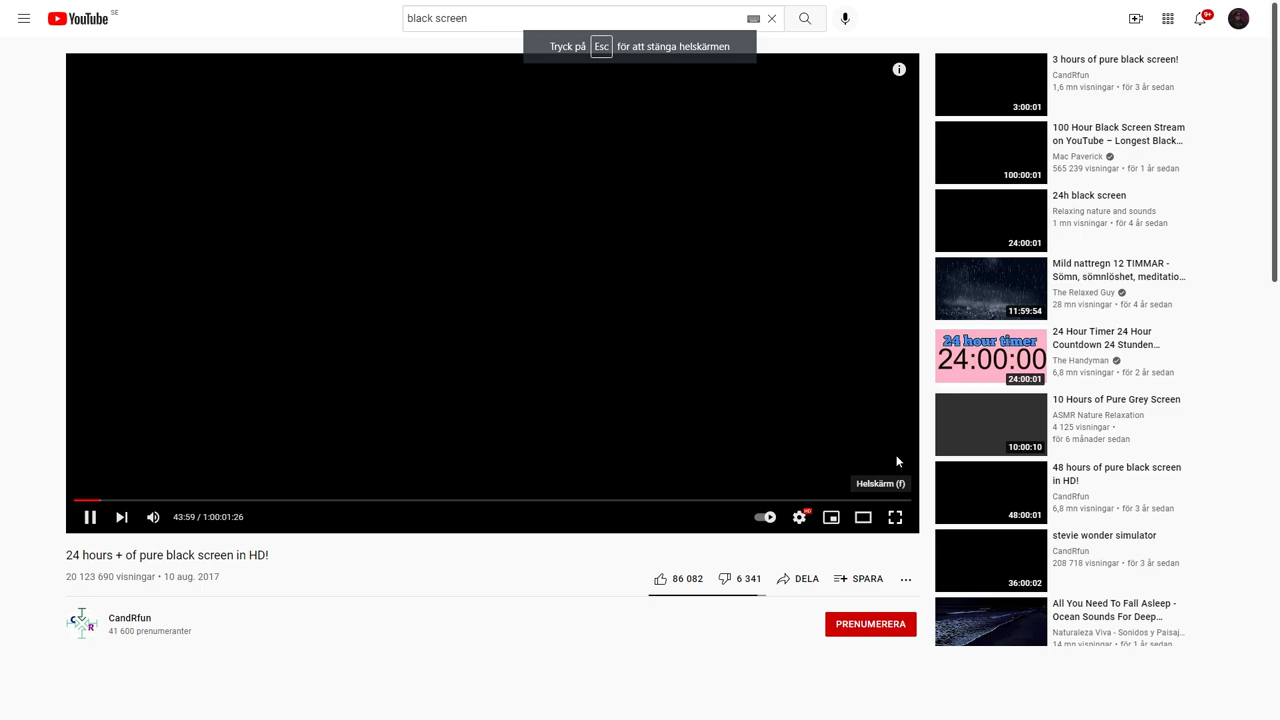 YouTube SE
black screen
9+
Tryck på Esc för att stänga helskärmen
Helskärm (f)
43:59 / 1:00:01:26
HD
24 hours + of pure black screen in HD!
20 123 690 visningar • 10 aug. 2017
86 082
6 341
DELA
SPARA
CandRfun
41 600 prenumeranter
PRENUMERERA
C V R
3:00:01
3 hours of pure black screen!
CandRfun
1,6 mn visningar • för 3 år sedan
100:00:01
100 Hour Black Screen Stream
on YouTube – Longest Black...
Mac Paverick
565 239 visningar • för 1 år sedan
24:00:01
24h black screen
Relaxing nature and sounds
1 mn visningar • för 4 år sedan
11:59:54
Mild nattregn 12 TIMMAR -
Sömn, sömnlöshet, meditatio...
The Relaxed Guy
28 mn visningar • för 4 år sedan
24 hour timer
24:00:00
24:00:01
24 Hour Timer 24 Hour
Countdown 24 Stunden...
The Handyman
6,8 mn visningar • för 2 år sedan
10:00:10
10 Hours of Pure Grey Screen
ASMR Nature Relaxation
4 125 visningar •
för 6 månader sedan
48:00:01
48 hours of pure black screen
in HD!
CandRfun
6,8 mn visningar • för 3 år sedan
36:00:02
stevie wonder simulator
CandRfun
208 718 visningar • för 3 år sedan
All You Need To Fall Asleep -
Ocean Sounds For Deep...
Naturaleza Viva - Sonidos y Paisaj...
14 mn visningar • för 1 år sedan